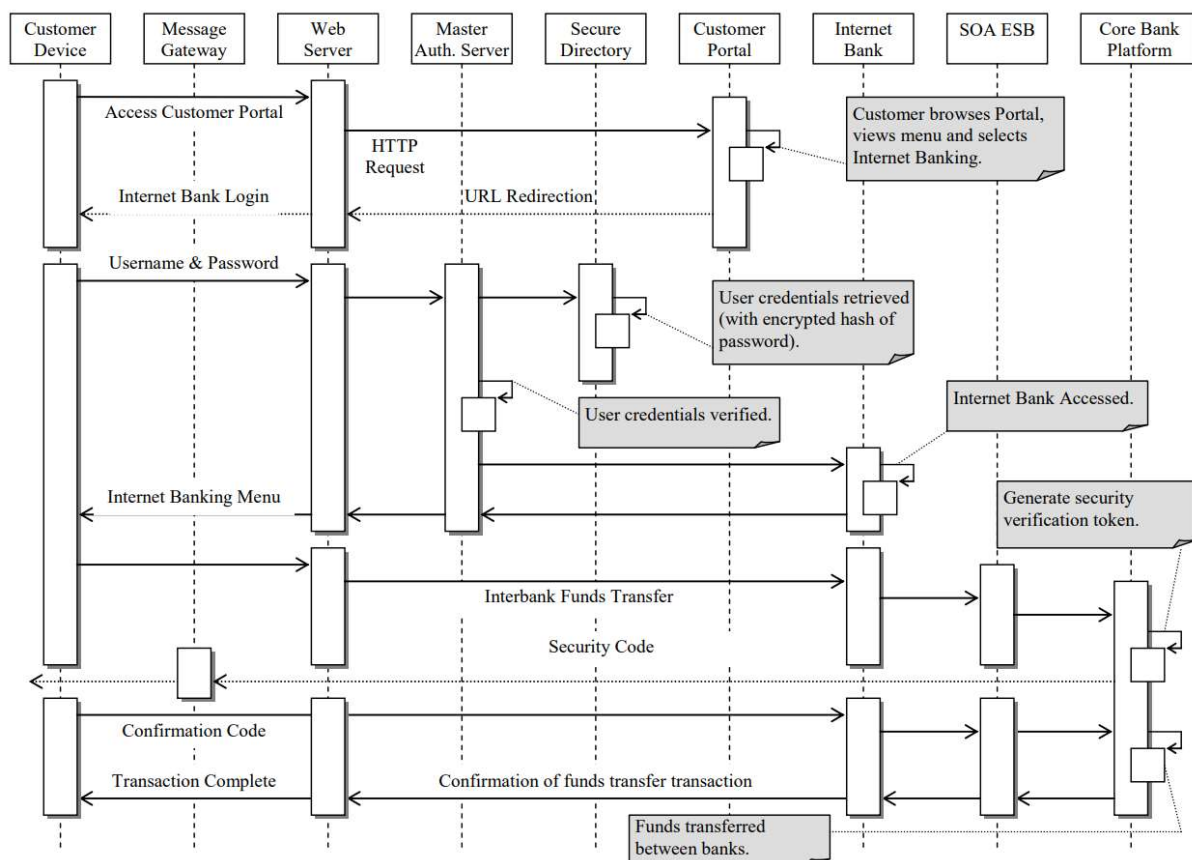 Customer
Device
Message
Gateway
Web
Server
Master
Auth. Server
Secure
Directory
Customer
Portal
Internet
Bank
SOA ESB
Core Bank
Platform
Access Customer Portal
HTTP
Request
Customer browses Portal,
views menu and selects
Internet Banking.
Internet Bank Login
URL Redirection
Username & Password
User credentials retrieved
(with encrypted hash of
password).
User credentials verified.
Internet Bank Accessed.
Internet Banking Menu
Generate security
verification token.
Interbank Funds Transfer
Security Code
Confirmation Code
Transaction Complete
Confirmation of funds transfer transaction
Funds transferred
between banks.